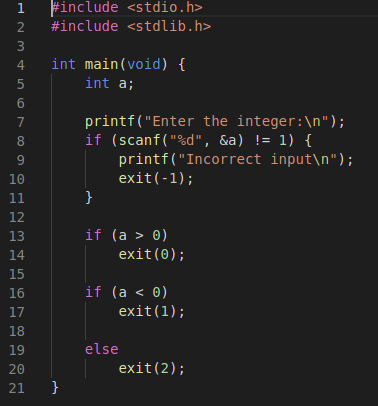 1 #include <stdio.h>
2 #include <stdlib.h>
3
4 int main(void) {
5     int a;
6
7     printf("Enter the integer:\n");
8     if (scanf("%d", &a) != 1) {
9         printf("Incorrect input\n");
10         exit(-1);
11     }
12
13     if (a > 0)
14         exit(0);
15
16     if (a < 0)
17         exit(1);
18
19     else
20         exit(2);
21 }